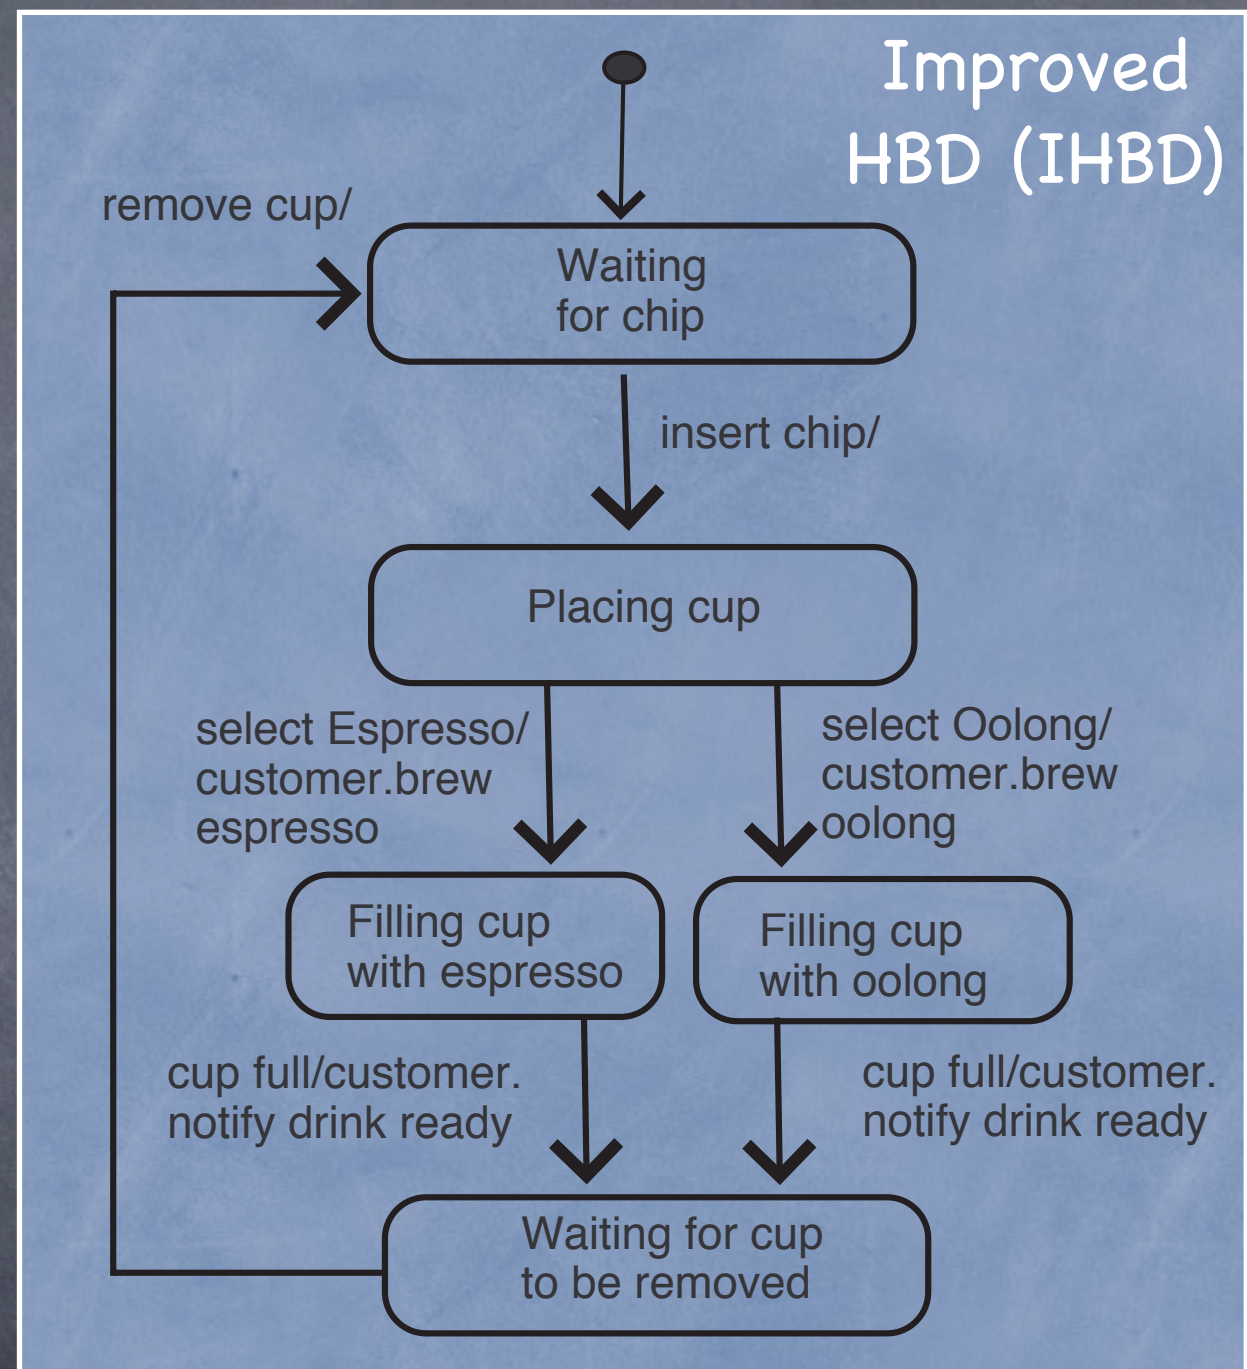 Improved
HBD (IHBD)
remove cup/
Waiting
for chip
insert chip/
Placing cup
select Espresso/
customer.brew
espresso
select Oolong/
customer.brew
oolong
Filling cup
with espresso
Filling cup
with oolong
cup full/customer.
notify drink ready
cup full/customer.
notify drink ready
Waiting for cup
to be removed